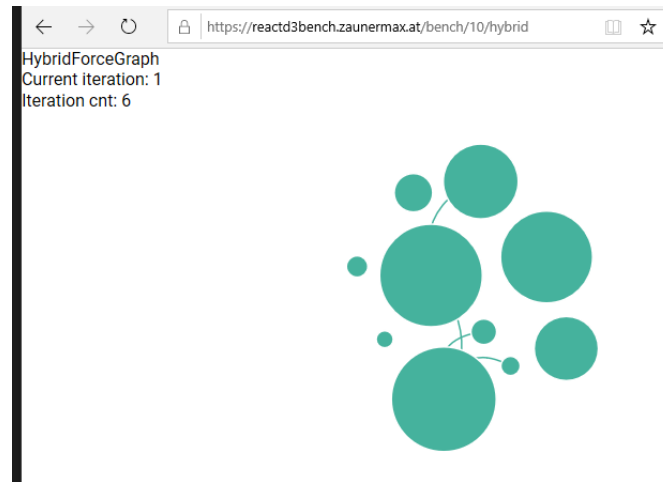 https://reactd3bench.zaunermax.at/bench/10/hybrid
HybridForceGraph
Current iteration: 1
Iteration cnt: 6